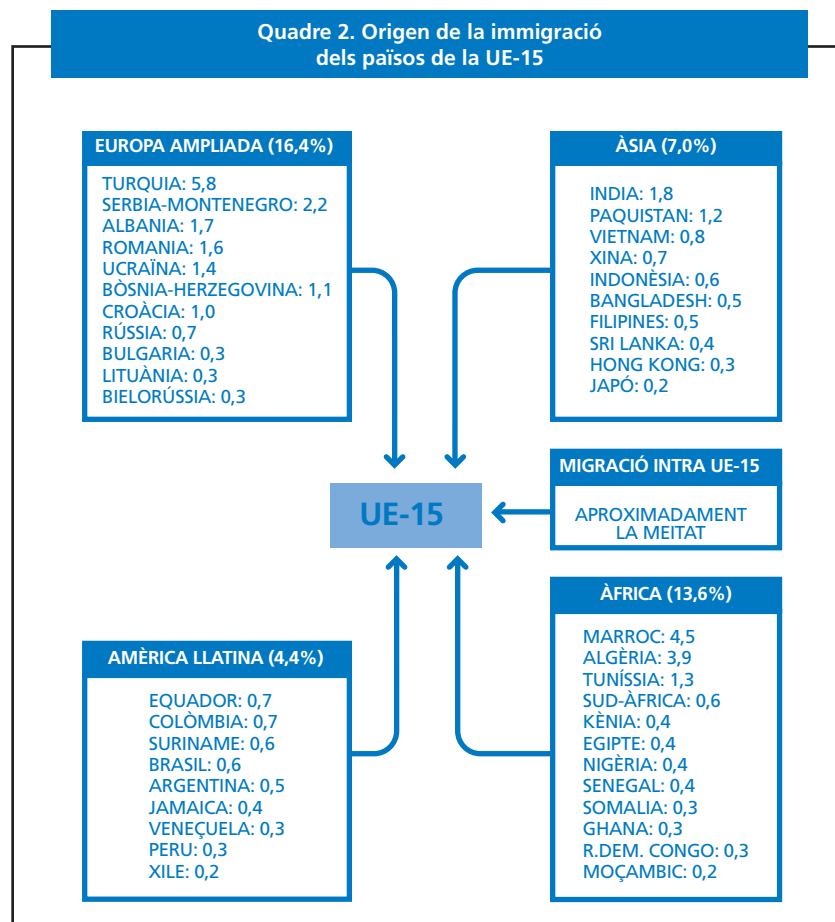 Quadre 2. Origen de la immigració
dels països de la UE-15
EUROPA AMPLIADA (16,4%)
TURQUIA: 5,8
SERBIA-MONTENEGRO: 2,2
ALBANIA: 1,7
ROMANIA: 1,6
UCRAÏNA: 1,4
BÒSNIA-HERZEGOVINA: 1,1
CROÀCIA: 1,0
RÚSSIA: 0,7
BULGARIA: 0,3
LITUÀNIA: 0,3
BIELORÚSSIA: 0,3
ÀSIA (7,0%)
INDIA: 1,8
PAQUISTAN: 1,2
VIETNAM: 0,8
XINA: 0,7
INDONÈSIA: 0,6
BANGLADESH: 0,5
FILIPINES: 0,5
SRI LANKA: 0,4
HONG KONG: 0,3
JAPÓ: 0,2
MIGRACIÓ INTRA UE-15
APROXIMADAMENT
LA MEITAT
UE-15
AMÈRICA LLATINA (4,4%)
EQUADOR: 0,7
COLÒMBIA: 0,7
SURINAME: 0,6
BRASIL: 0,6
ARGENTINA: 0,5
JAMAICA: 0,4
VENEÇUELA: 0,3
PERU: 0,3
XILE: 0,2
ÀFRICA (13,6%)
MARROC: 4,5
ALGÈRIA: 3,9
TUNÍSSIA: 1,3
SUD-ÀFRICA: 0,6
KÈNIA: 0,4
EGIPTE: 0,4
NIGÈRIA: 0,4
SENEGAL: 0,4
SOMALIA: 0,3
GHANA: 0,3
R.DEM. CONGO: 0,3
MOÇAMBIC: 0,2